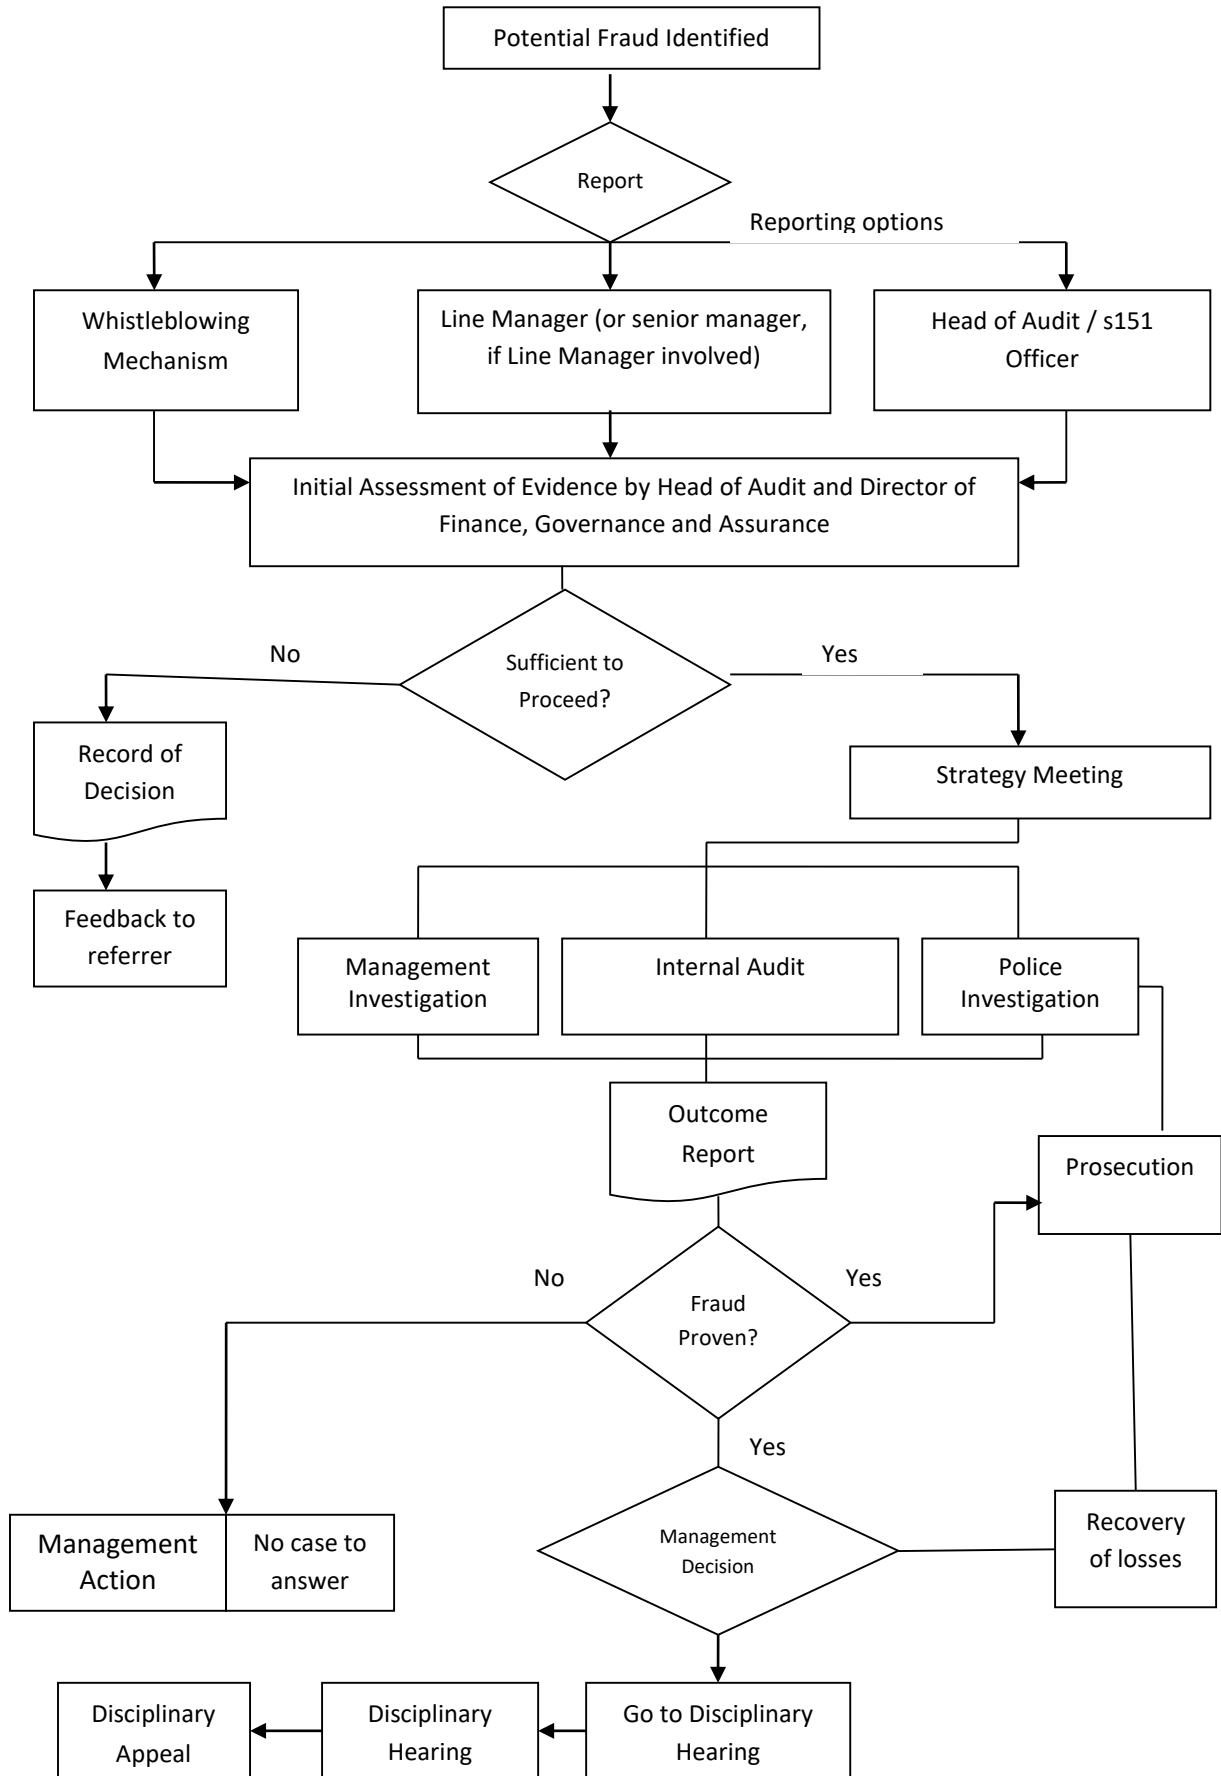 Potential Fraud Identified
Report
Reporting options
Whistleblowing
Mechanism
Line Manager (or senior manager,
if Line Manager involved)
Head of Audit / s151
Officer
Initial Assessment of Evidence by Head of Audit and Director of
Finance, Governance and Assurance
No
Sufficient to
Proceed?
Yes
Record of
Decision
Strategy Meeting
Feedback to
referrer
Management
Investigation
Internal Audit
Police
Investigation
Outcome
Report
Prosecution
No
Fraud
Proven?
Yes
Yes
Management
Action
No case to
answer
Management
Decision
Recovery
of losses
Disciplinary
Appeal
Disciplinary
Hearing
Go to Disciplinary
Hearing